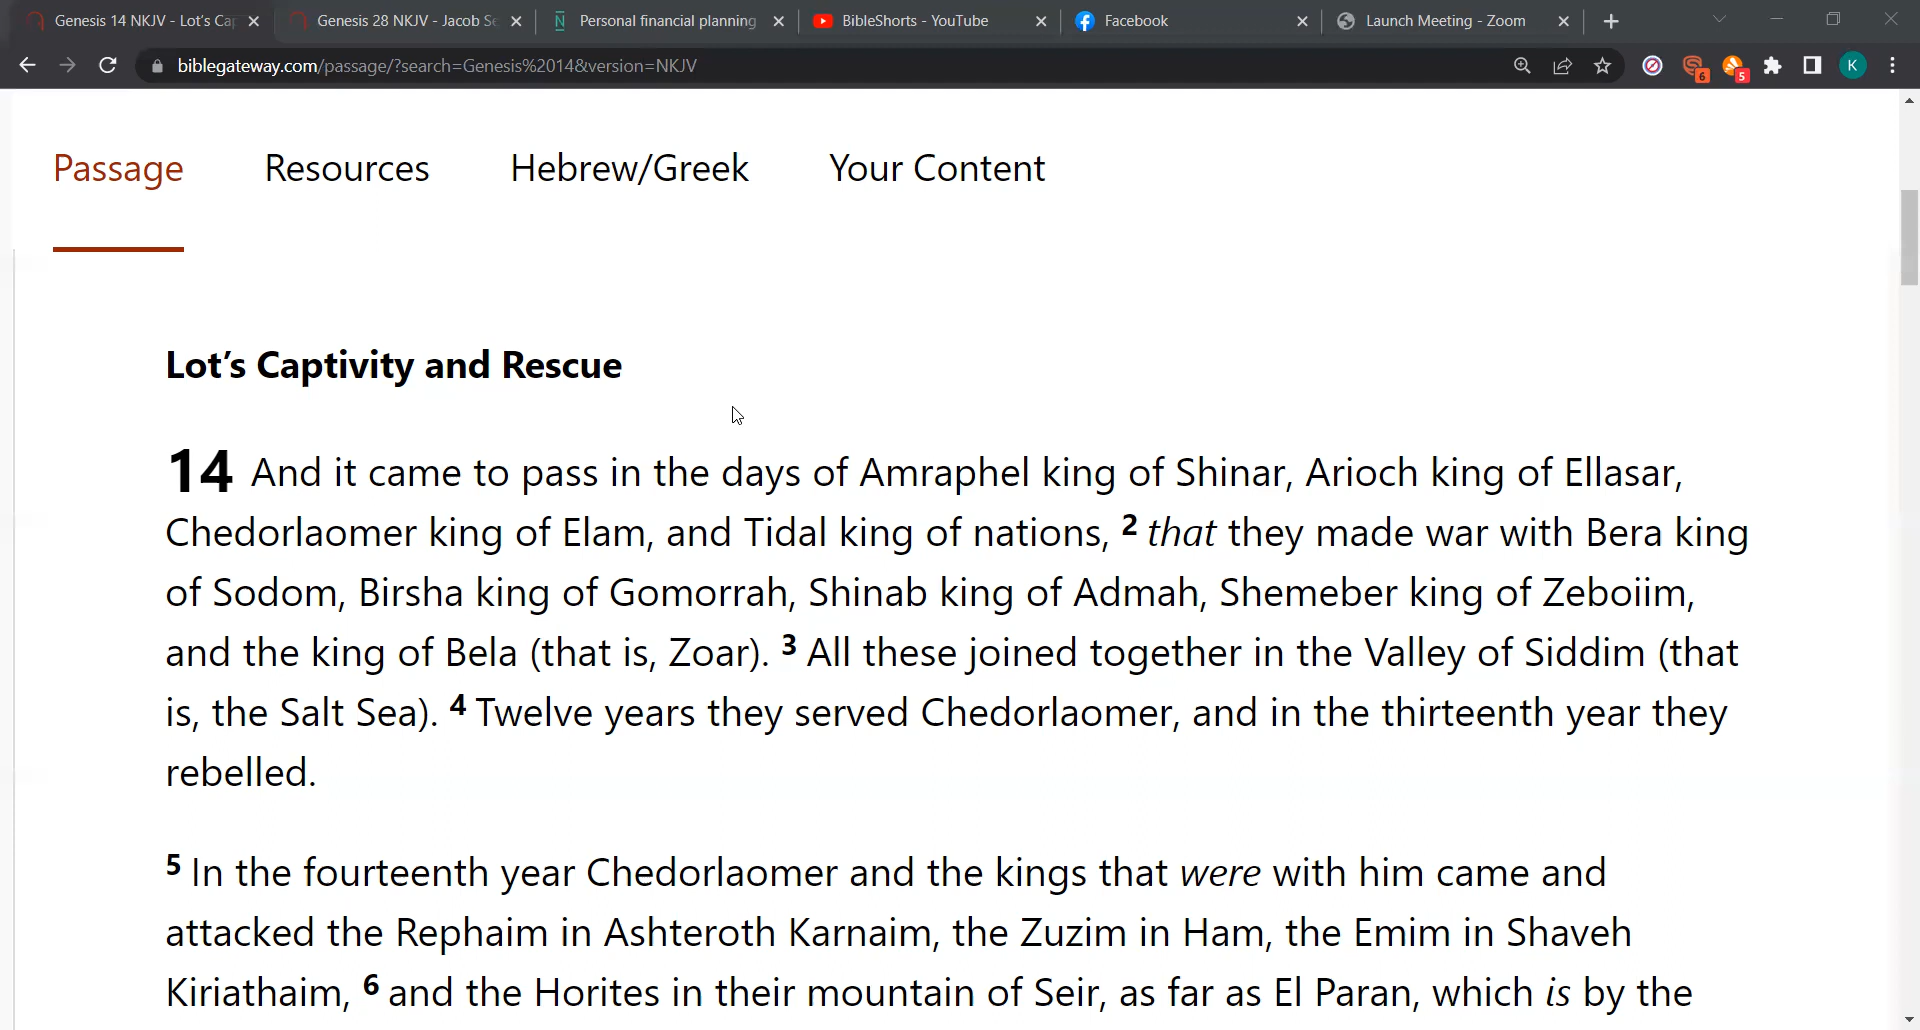 Genesis 14 NKJV - Lot's Cap
Genesis 28 NKJV - Jacob Se
Personal financial planning
BibleShorts - YouTube
Facebook
Launch Meeting - Zoom
biblegateway.com/passage/?search=Genesis%2014&version=NKJV
6
5
K
Passage
Resources
Hebrew/Greek
Your Content
Lot's Captivity and Rescue
14 And it came to pass in the days of Amraphel king of Shinar, Arioch king of Ellasar,
Chedorlaomer king of Elam, and Tidal king of nations, 2 that they made war with Bera king
of Sodom, Birsha king of Gomorrah, Shinab king of Admah, Shemeber king of Zeboiim,
and the king of Bela (that is, Zoar). 3 All these joined together in the Valley of Siddim (that
is, the Salt Sea). 4 Twelve years they served Chedorlaomer, and in the thirteenth year they
rebelled.
5 In the fourteenth year Chedorlaomer and the kings that were with him came and
attacked the Rephaim in Ashteroth Karnaim, the Zuzim in Ham, the Emim in Shaveh
Kiriathaim, 6 and the Horites in their mountain of Seir, as far as El Paran, which is by the